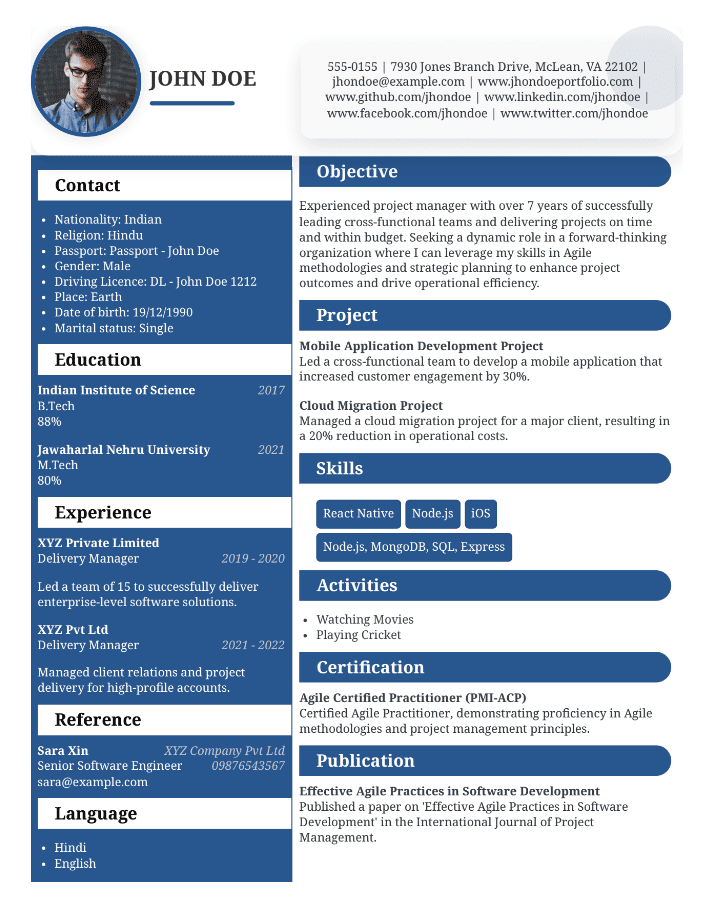 JOHN DOE
555-0155 | 7930 Jones Branch Drive, McLean, VA 22102 |
jhondoe@example.com | www.jhondoeportfolio.com |
www.github.com/jhondoe | www.linkedin.com/jhondoe |
www.facebook.com/jhondoe | www.twitter.com/jhondoe
Contact
• Nationality: Indian
• Religion: Hindu
• Passport: Passport - John Doe
• Gender: Male
• Driving Licence: DL - John Doe 1212
• Place: Earth
• Date of birth: 19/12/1990
• Marital status: Single
Education
Indian Institute of Science 2017
B.Tech
88%
Jawaharlal Nehru University 2021
M.Tech
80%
Experience
XYZ Private Limited
Delivery Manager 2019 - 2020
Led a team of 15 to successfully deliver
enterprise-level software solutions.
XYZ Pvt Ltd
Delivery Manager 2021 - 2022
Managed client relations and project
delivery for high-profile accounts.
Reference
Sara Xin XYZ Company Pvt Ltd
Senior Software Engineer 09876543567
sara@example.com
Language
• Hindi
• English
Objective
Experienced project manager with over 7 years of successfully
leading cross-functional teams and delivering projects on time
and within budget. Seeking a dynamic role in a forward-thinking
organization where I can leverage my skills in Agile
methodologies and strategic planning to enhance project
outcomes and drive operational efficiency.
Project
Mobile Application Development Project
Led a cross-functional team to develop a mobile application that
increased customer engagement by 30%.
Cloud Migration Project
Managed a cloud migration project for a major client, resulting in
a 20% reduction in operational costs.
Skills
React Native Node.js iOS
Node.js, MongoDB, SQL, Express
Activities
• Watching Movies
• Playing Cricket
Certification
Agile Certified Practitioner (PMI-ACP)
Certified Agile Practitioner, demonstrating proficiency in Agile
methodologies and project management principles.
Publication
Effective Agile Practices in Software Development
Published a paper on 'Effective Agile Practices in Software
Development' in the International Journal of Project
Management.